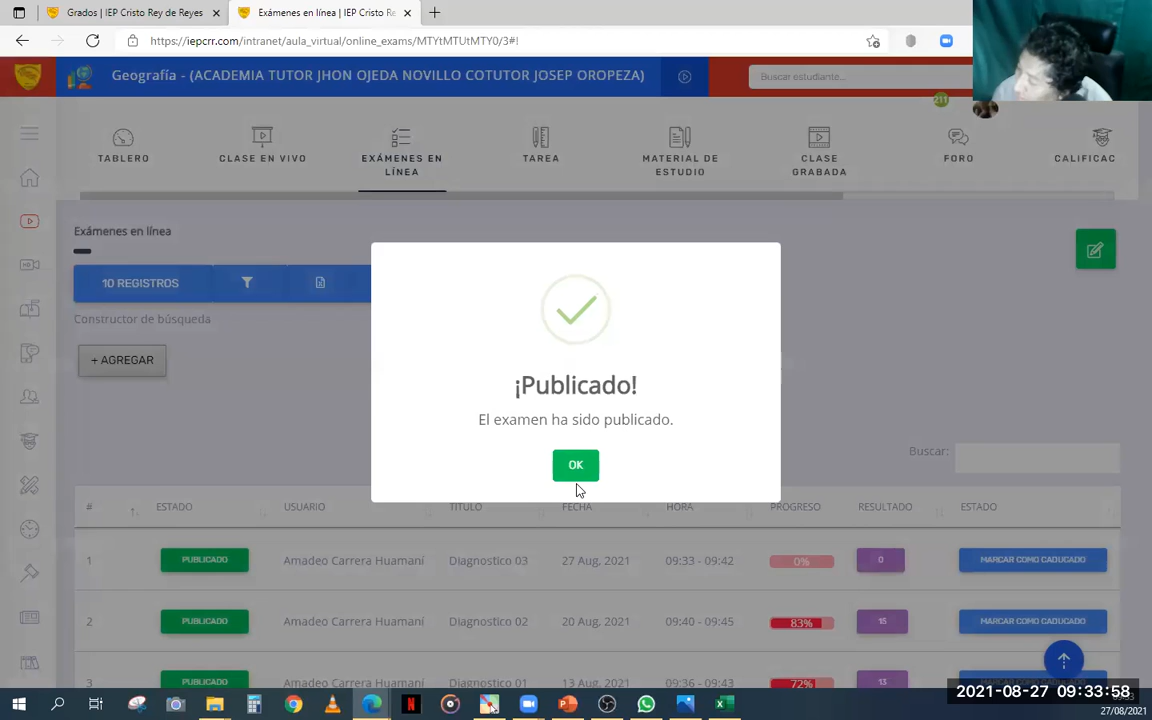 Grados | IEP Cristo Rey de Reyes
Exámenes en línea | IEP Cristo Re
https://iepcrr.com/intranet/aula_virtual/online_exams/MTYtMTUtMTY0/3#!
Geografía - (ACADEMIA TUTOR JHON OJEDA NOVILLO COTUTOR JOSEP OROPEZA)
Buscar estudiante...
211
TABLERO
CLASE EN VIVO
EXÁMENES EN
LÍNEA
TAREA
MATERIAL DE
ESTUDIO
CLASE
GRABADA
FORO
CALIFICAC
Exámenes en línea
10 REGISTROS
Constructor de búsqueda
+ AGREGAR
¡Publicado!
El examen ha sido publicado.
OK
Buscar:
# ESTADO USUARIO TITULO FECHA HORA PROGRESO RESULTADO ESTADO
1 PUBLICADO Amadeo Carrera Huamaní Diagnostico 03 27 Aug, 2021 09:33 - 09:42 0% 0 MARCAR COMO CADUCADO
2 PUBLICADO Amadeo Carrera Huamaní Diagnostico 02 20 Aug, 2021 09:40 - 09:45 83% 15 MARCAR COMO CADUCADO
3 PUBLICADO Amadeo Carrera Huamaní Diagnostico 01 13 Aug, 2021 09:36 - 09:43 72% 13 MARCAR COMO CADUCADO
2021-08-27 09:33:58
27/08/2021